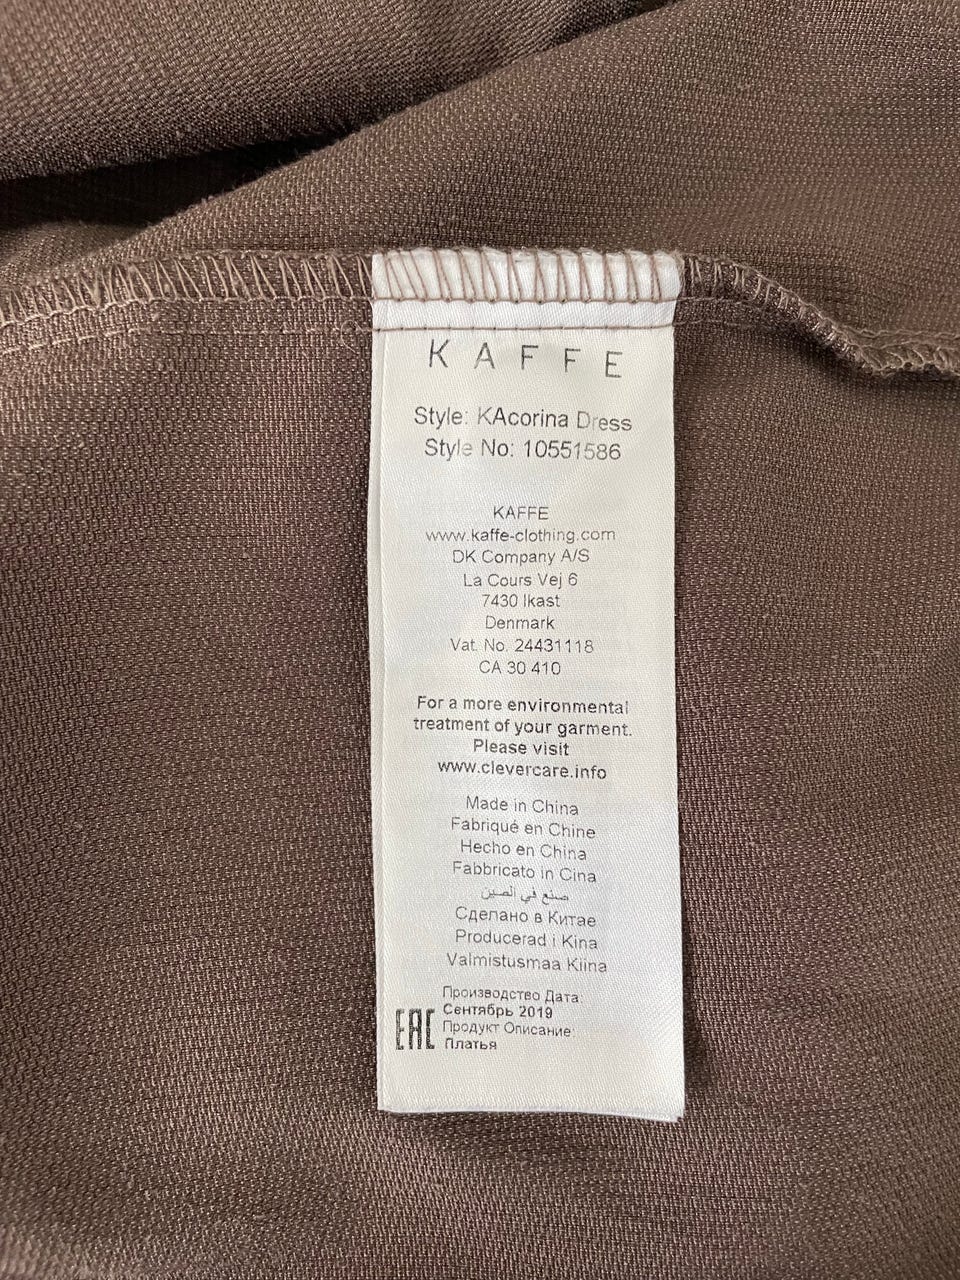 KAFFE
Style: KAcorina Dress
Style No: 10551586
KAFFE
www.kaffe-clothing.com
DK Company A/S
La Cours Vej 6
7430 Ikast
Denmark
Vat. No. 24431118
CA 30 410
For a more environmental
treatment of your garment.
Please visit
www.clevercare.info
Made in China
Fabriqué en Chine
Hecho en China
Fabbricato in Cina
صنع في الصين
Сделано в Китае
Producerad i Kina
Valmistusmaa Kiina
Производство Дата:
Сентябрь 2019
Продукт Описание:
Платья
EAC